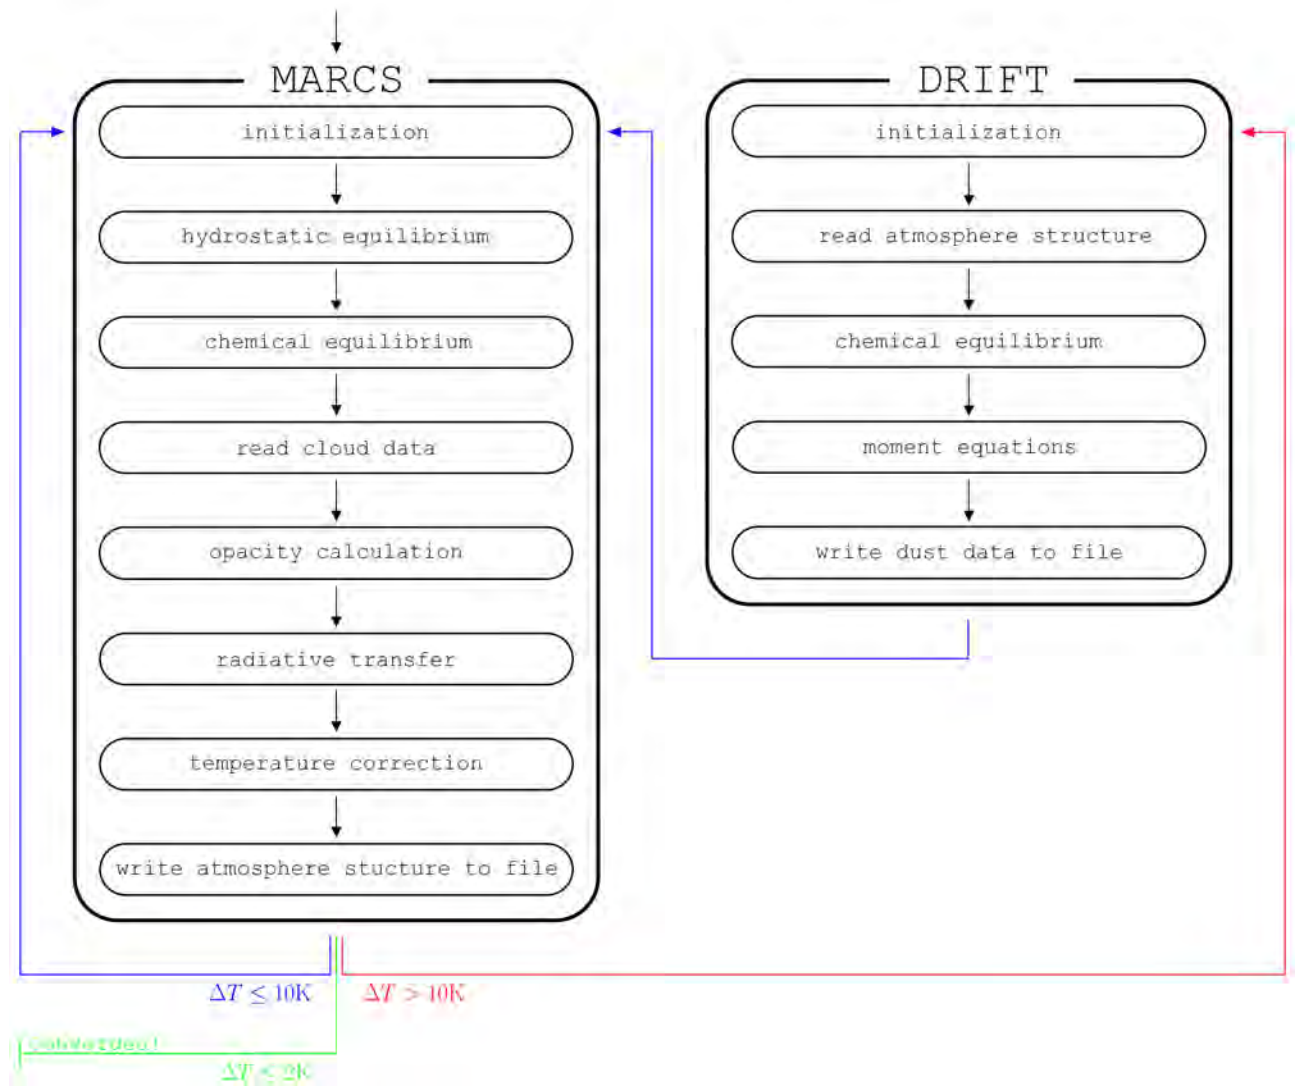 MARCS
initialization
hydrostatic equilibrium
chemical equilibrium
read cloud data
opacity calculation
radiative transfer
temperature correction
write atmosphere stucture to file
DRIFT
initialization
read atmosphere structure
chemical equilibrium
moment equations
write dust data to file
ΔT ≤ 10K
ΔT > 10K
ΔT ≤